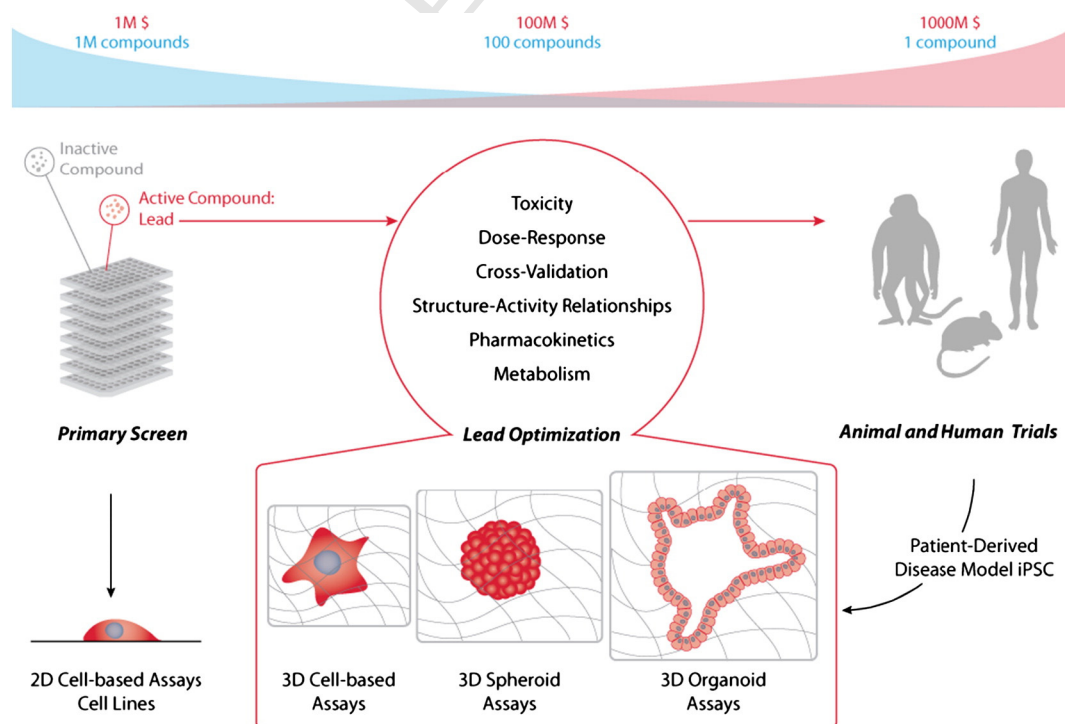 1M $
1M compounds
100M $
100 compounds
1000M $
1 compound
Inactive
Compound
Active Compound:
Lead
Toxicity
Dose-Response
Cross-Validation
Structure-Activity Relationships
Pharmacokinetics
Metabolism
Primary Screen
Lead Optimization
Animal and Human Trials
Patient-Derived
Disease Model iPSC
2D Cell-based Assays
Cell Lines
3D Cell-based
Assays
3D Spheroid
Assays
3D Organoid
Assays